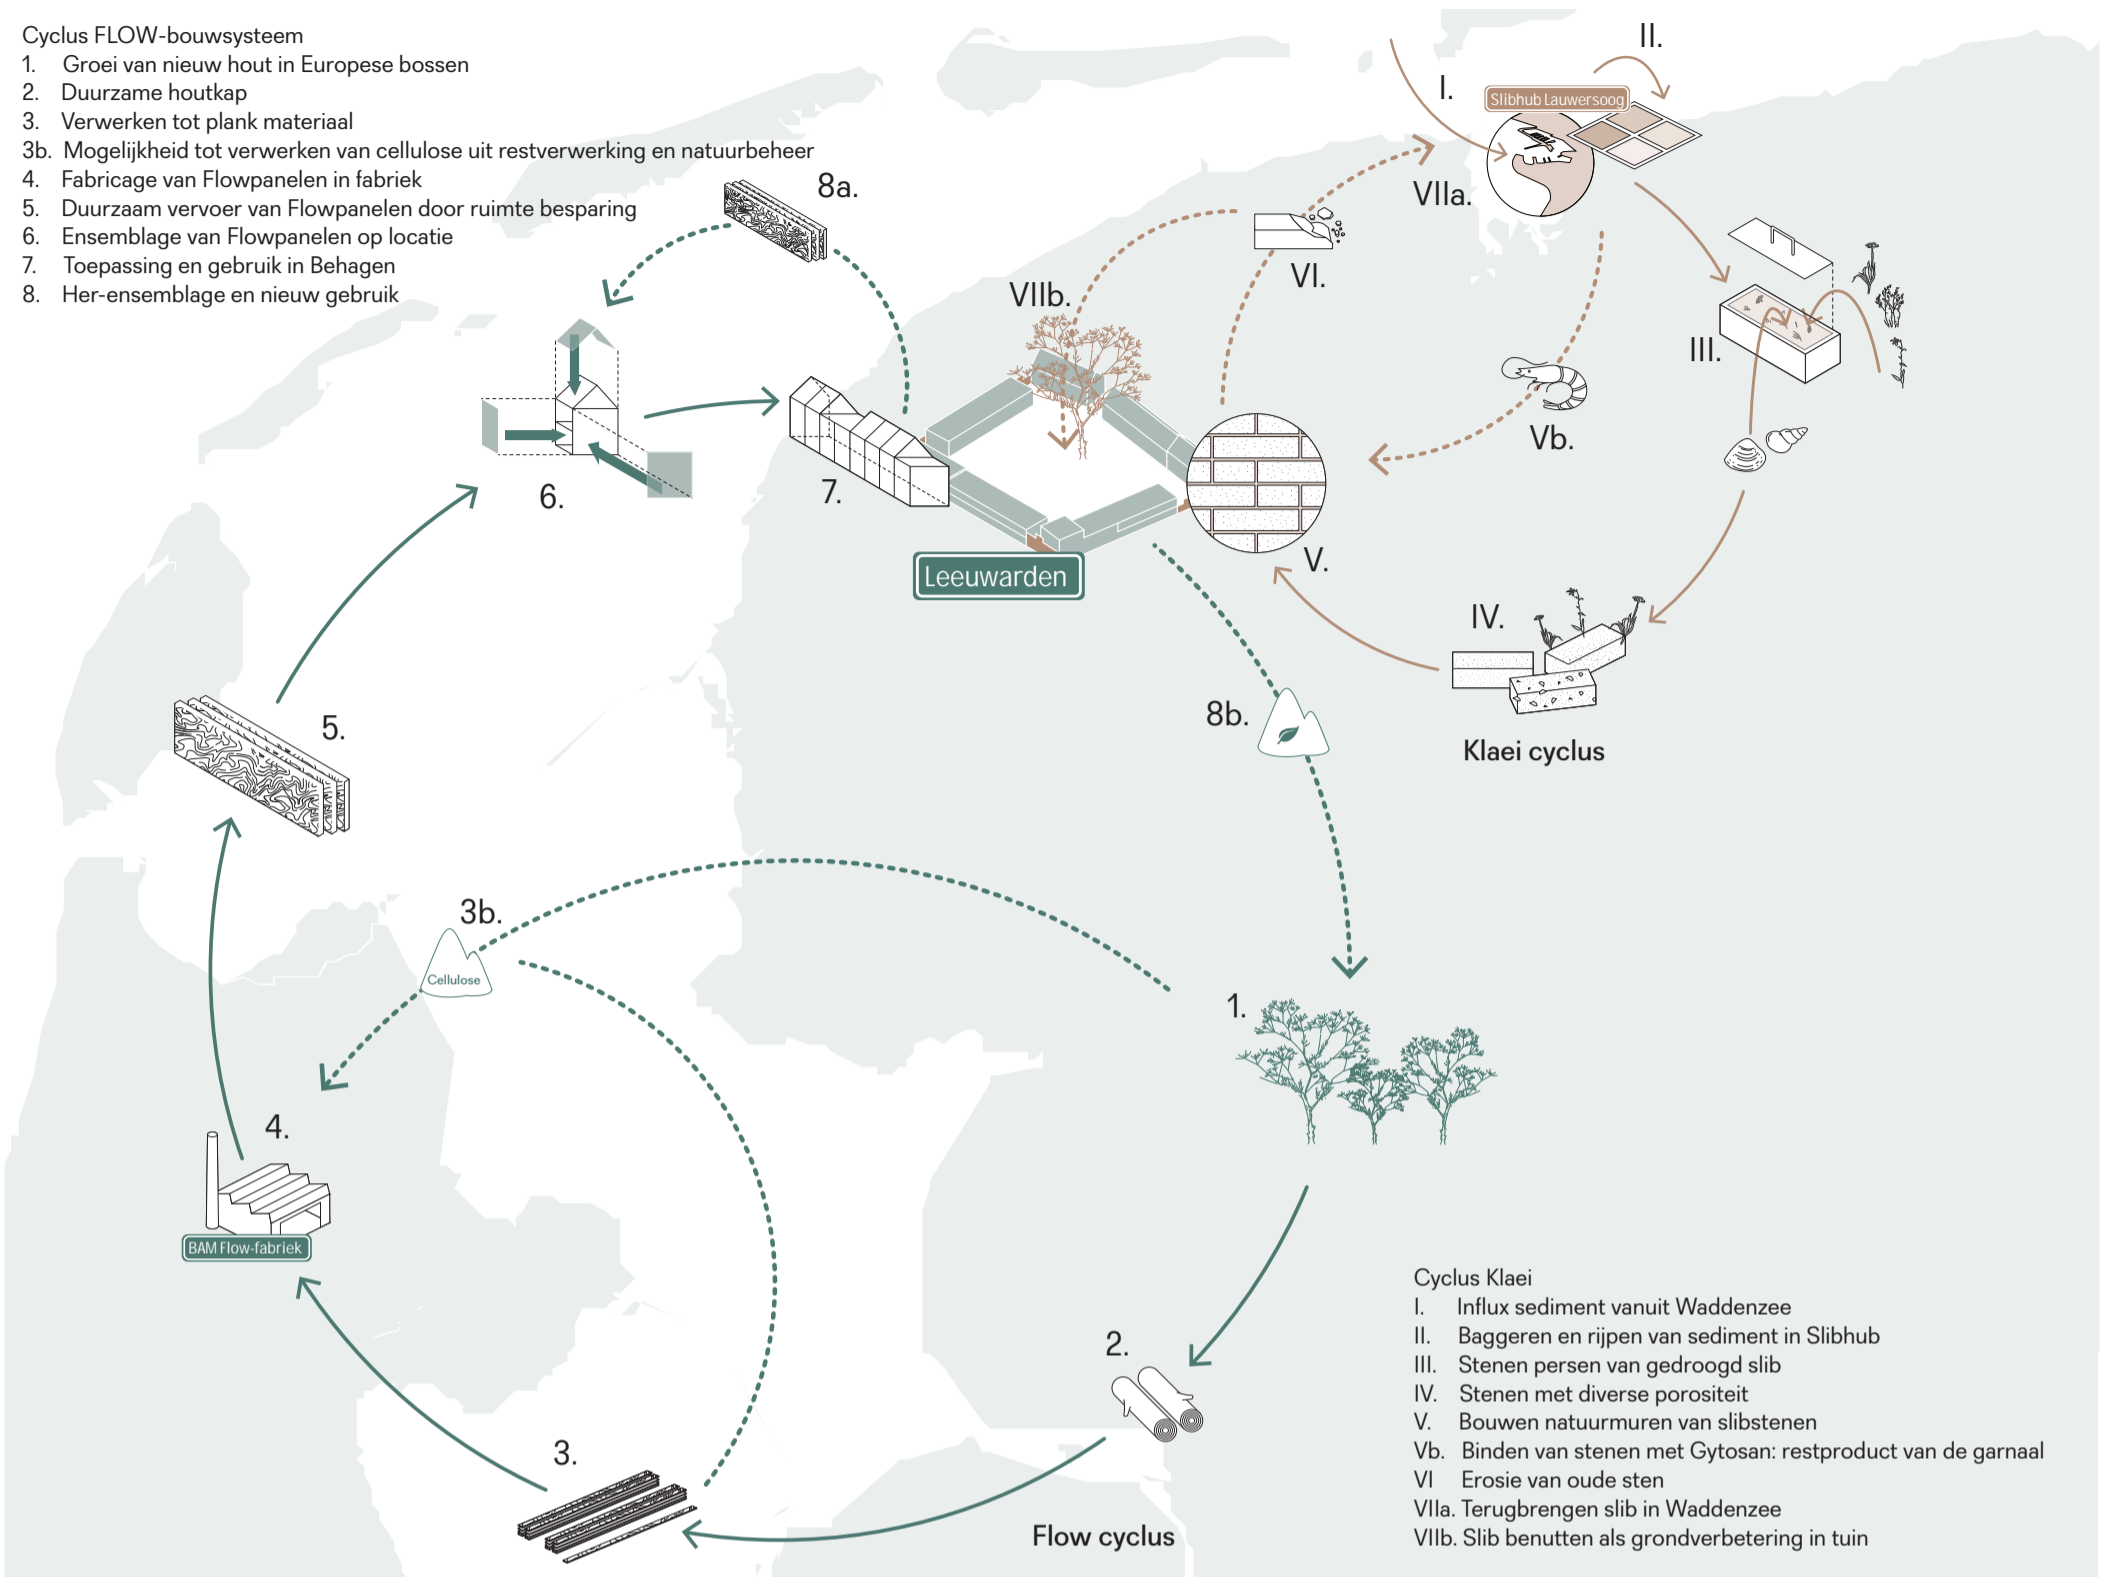 Cyclus FLOW-bouwsysteem
1. Groei van nieuw hout in Europese bossen
2. Duurzame houtkap
3. Verwerken tot plank materiaal
3b. Mogelijkheid tot verwerken van cellulose uit restverwerking en natuurbeheer
4. Fabricage van Flowpanelen in fabriek
5. Duurzaam vervoer van Flowpanelen door ruimte besparing
6. Ensemblage van Flowpanelen op locatie
7. Toepassing en gebruik in Behagen
8. Her-ensemblage en nieuw gebruik
II.
I.
Slibhub Lauwersoog
8a.
VIIa.
VI.
VIIb.
III.
Vb.
6.
7.
V.
Leeuwarden
IV.
5.
8b.
Klaei cyclus
3b.
Cellulose
1.
4.
BAM Flow-fabriek
2.
3.
Flow cyclus
Cyclus Klaei
I. Influx sediment vanuit Waddenzee
II. Baggeren en rijpen van sediment in Slibhub
III. Stenen persen van gedroogd slib
IV. Stenen met diverse porositeit
V. Bouwen natuurmuren van slibstenen
Vb. Binden van stenen met Gytosan: restproduct van de garnaal
VI Erosie van oude sten
VIIa. Terugbrengen slib in Waddenzee
VIIb. Slib benutten als grondverbetering in tuin